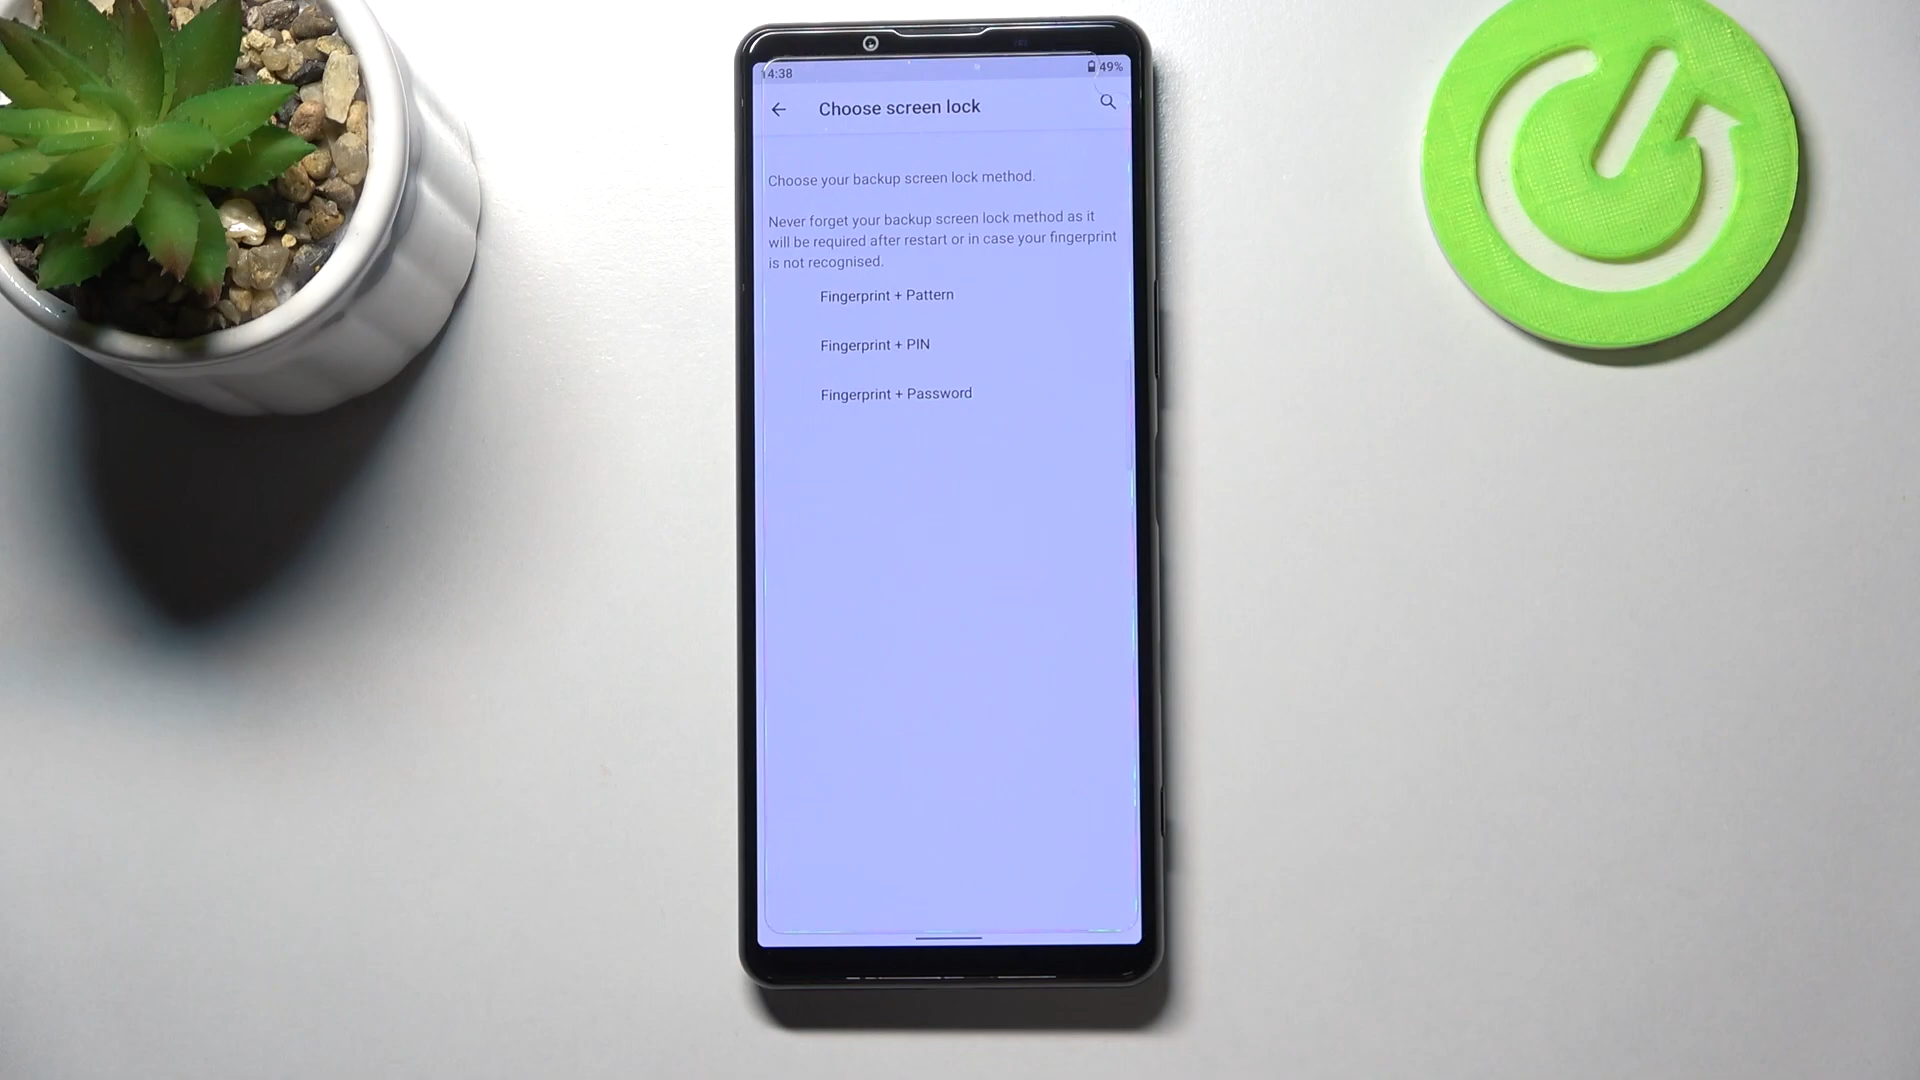 14:38
49%
Choose screen lock
Choose your backup screen lock method.
Never forget your backup screen lock method as it
will be required after restart or in case your fingerprint
is not recognised.
Fingerprint + Pattern
Fingerprint + PIN
Fingerprint + Password